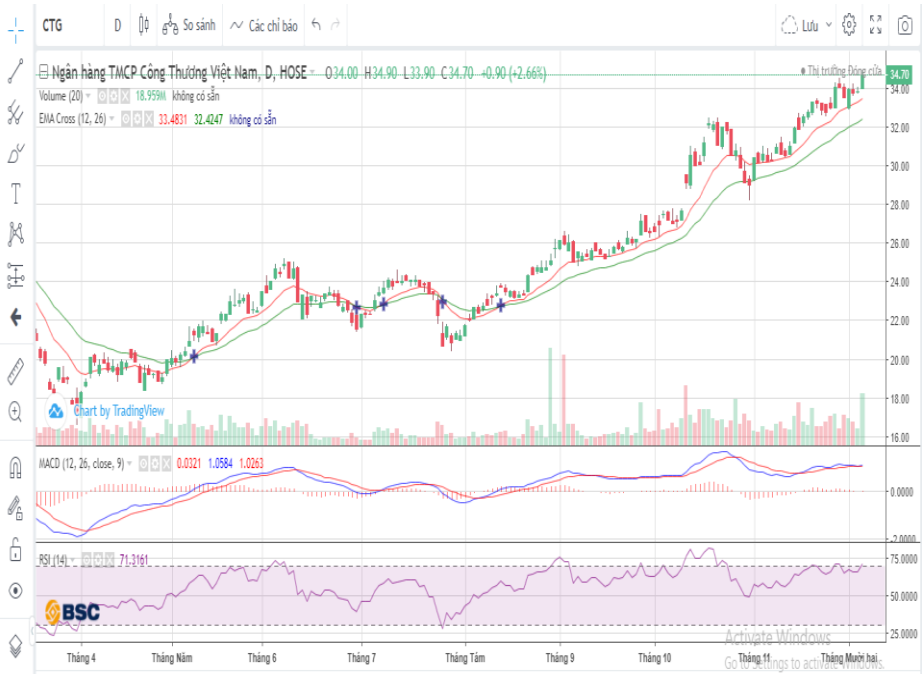 CTG D So sánh Các chỉ báo Lưu
Ngân hàng TMCP Công Thương Việt Nam, D, HOSE O34.00 H34.90 L33.90 C34.70 +0.90 (+2.66%)
Thị trường Đóng cửa
34.70
Volume (20) 18.959M không có sẵn
34.00
EMA Cross (12, 26) 33.4831 32.4247 không có sẵn
32.00
30.00
28.00
26.00
24.00
22.00
20.00
18.00
Chart by TradingView
16.00
MACD (12, 26, close, 9) 0.0321 1.0584 1.0263
0.0000
-2.0000
RSI (14) 71.3161
75.0000
50.0000
BSC
25.0000
Activate Windows
Tháng 4 Tháng Năm Tháng 6 Tháng 7 Tháng Tám Tháng 9 Tháng 10 Tháng 11 Tháng Mười hai
Go to Settings to activate Windows.